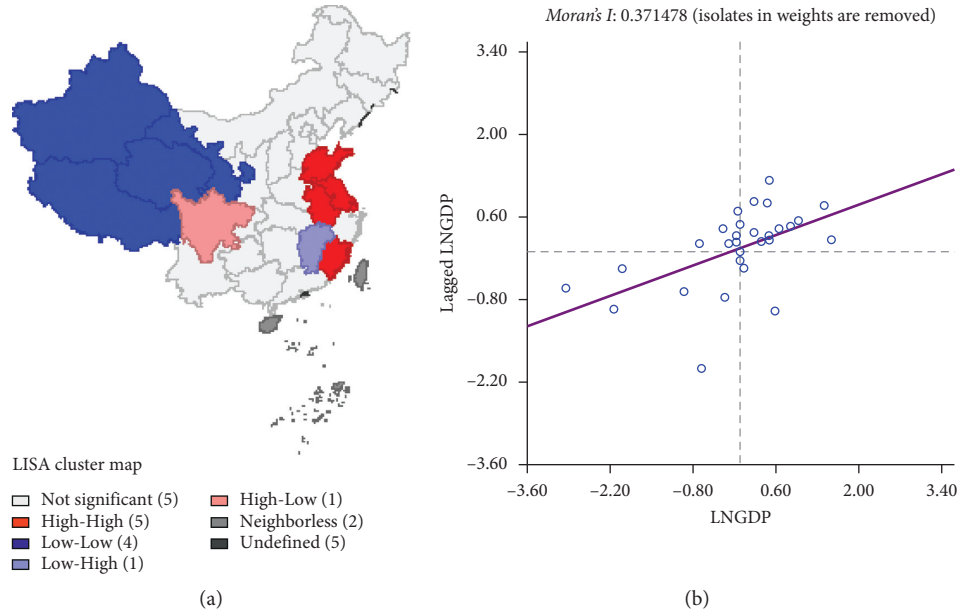 LISA cluster map
Not significant (5)
High-High (5)
Low-Low (4)
Low-High (1)
High-Low (1)
Neighborless (2)
Undefined (5)
(a)
Moran's I: 0.371478 (isolates in weights are removed)
Lagged LNGDP
3.40
2.00
0.60
−0.80
−2.20
−3.60
−3.60 −2.20 −0.80 0.60 2.00 3.40
LNGDP
(b)